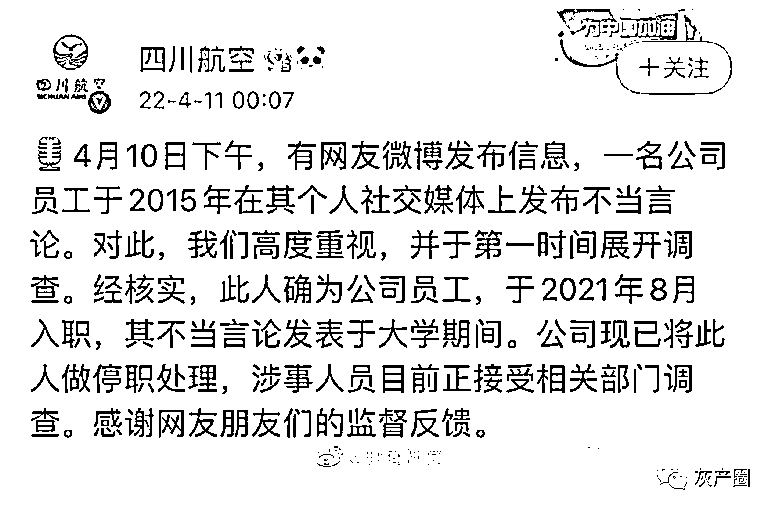 为中国加油
四川航空
四川航空
+关注
22-4-11 00:07
4月10日下午，有网友微博发布信息，一名公司
员工于2015年在其个人社交媒体上发布不当言
论。对此，我们高度重视，并于第一时间展开调
查。经核实，此人确为公司员工，于2021年8月
入职，其不当言论发表于大学期间。公司现已将此
人做停职处理，涉事人员目前正接受相关部门调
查。感谢网友朋友们的监督反馈。
灰产圈